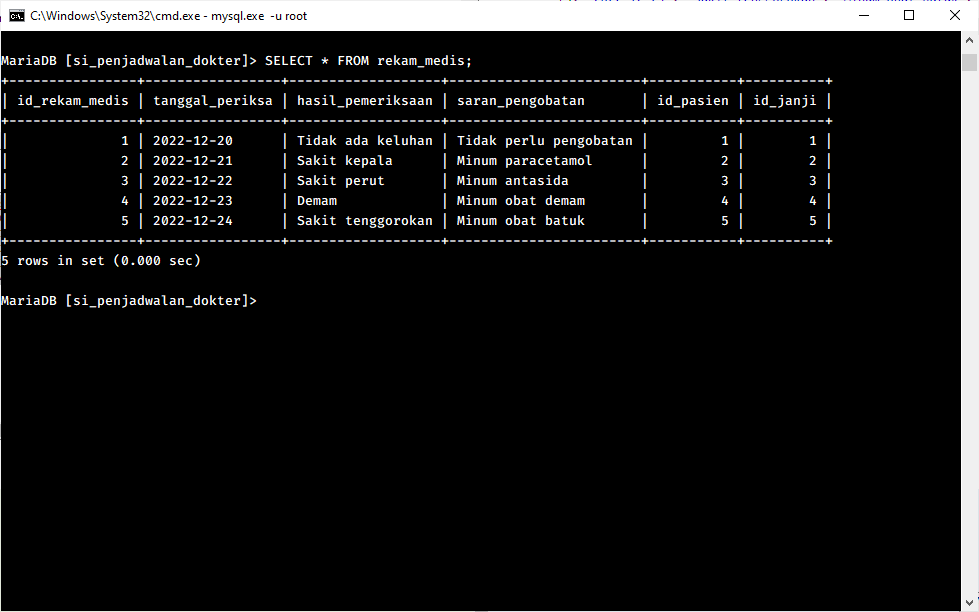 C:\Windows\System32\cmd.exe - mysql.exe -u root
MariaDB [si_penjadwalan_dokter]> SELECT * FROM rekam_medis;
+----------------+-----------------+-------------------+------------------------+-----------+----------+
| id_rekam_medis | tanggal_periksa | hasil_pemeriksaan | saran_pengobatan       | id_pasien | id_janji |
+----------------+-----------------+-------------------+------------------------+-----------+----------+
|              1 | 2022-12-20      | Tidak ada keluhan | Tidak perlu pengobatan |         1 |        1 |
|              2 | 2022-12-21      | Sakit kepala      | Minum paracetamol      |         2 |        2 |
|              3 | 2022-12-22      | Sakit perut       | Minum antasida         |         3 |        3 |
|              4 | 2022-12-23      | Demam             | Minum obat demam       |         4 |        4 |
|              5 | 2022-12-24      | Sakit tenggorokan | Minum obat batuk       |         5 |        5 |
+----------------+-----------------+-------------------+------------------------+-----------+----------+
5 rows in set (0.000 sec)
MariaDB [si_penjadwalan_dokter]>